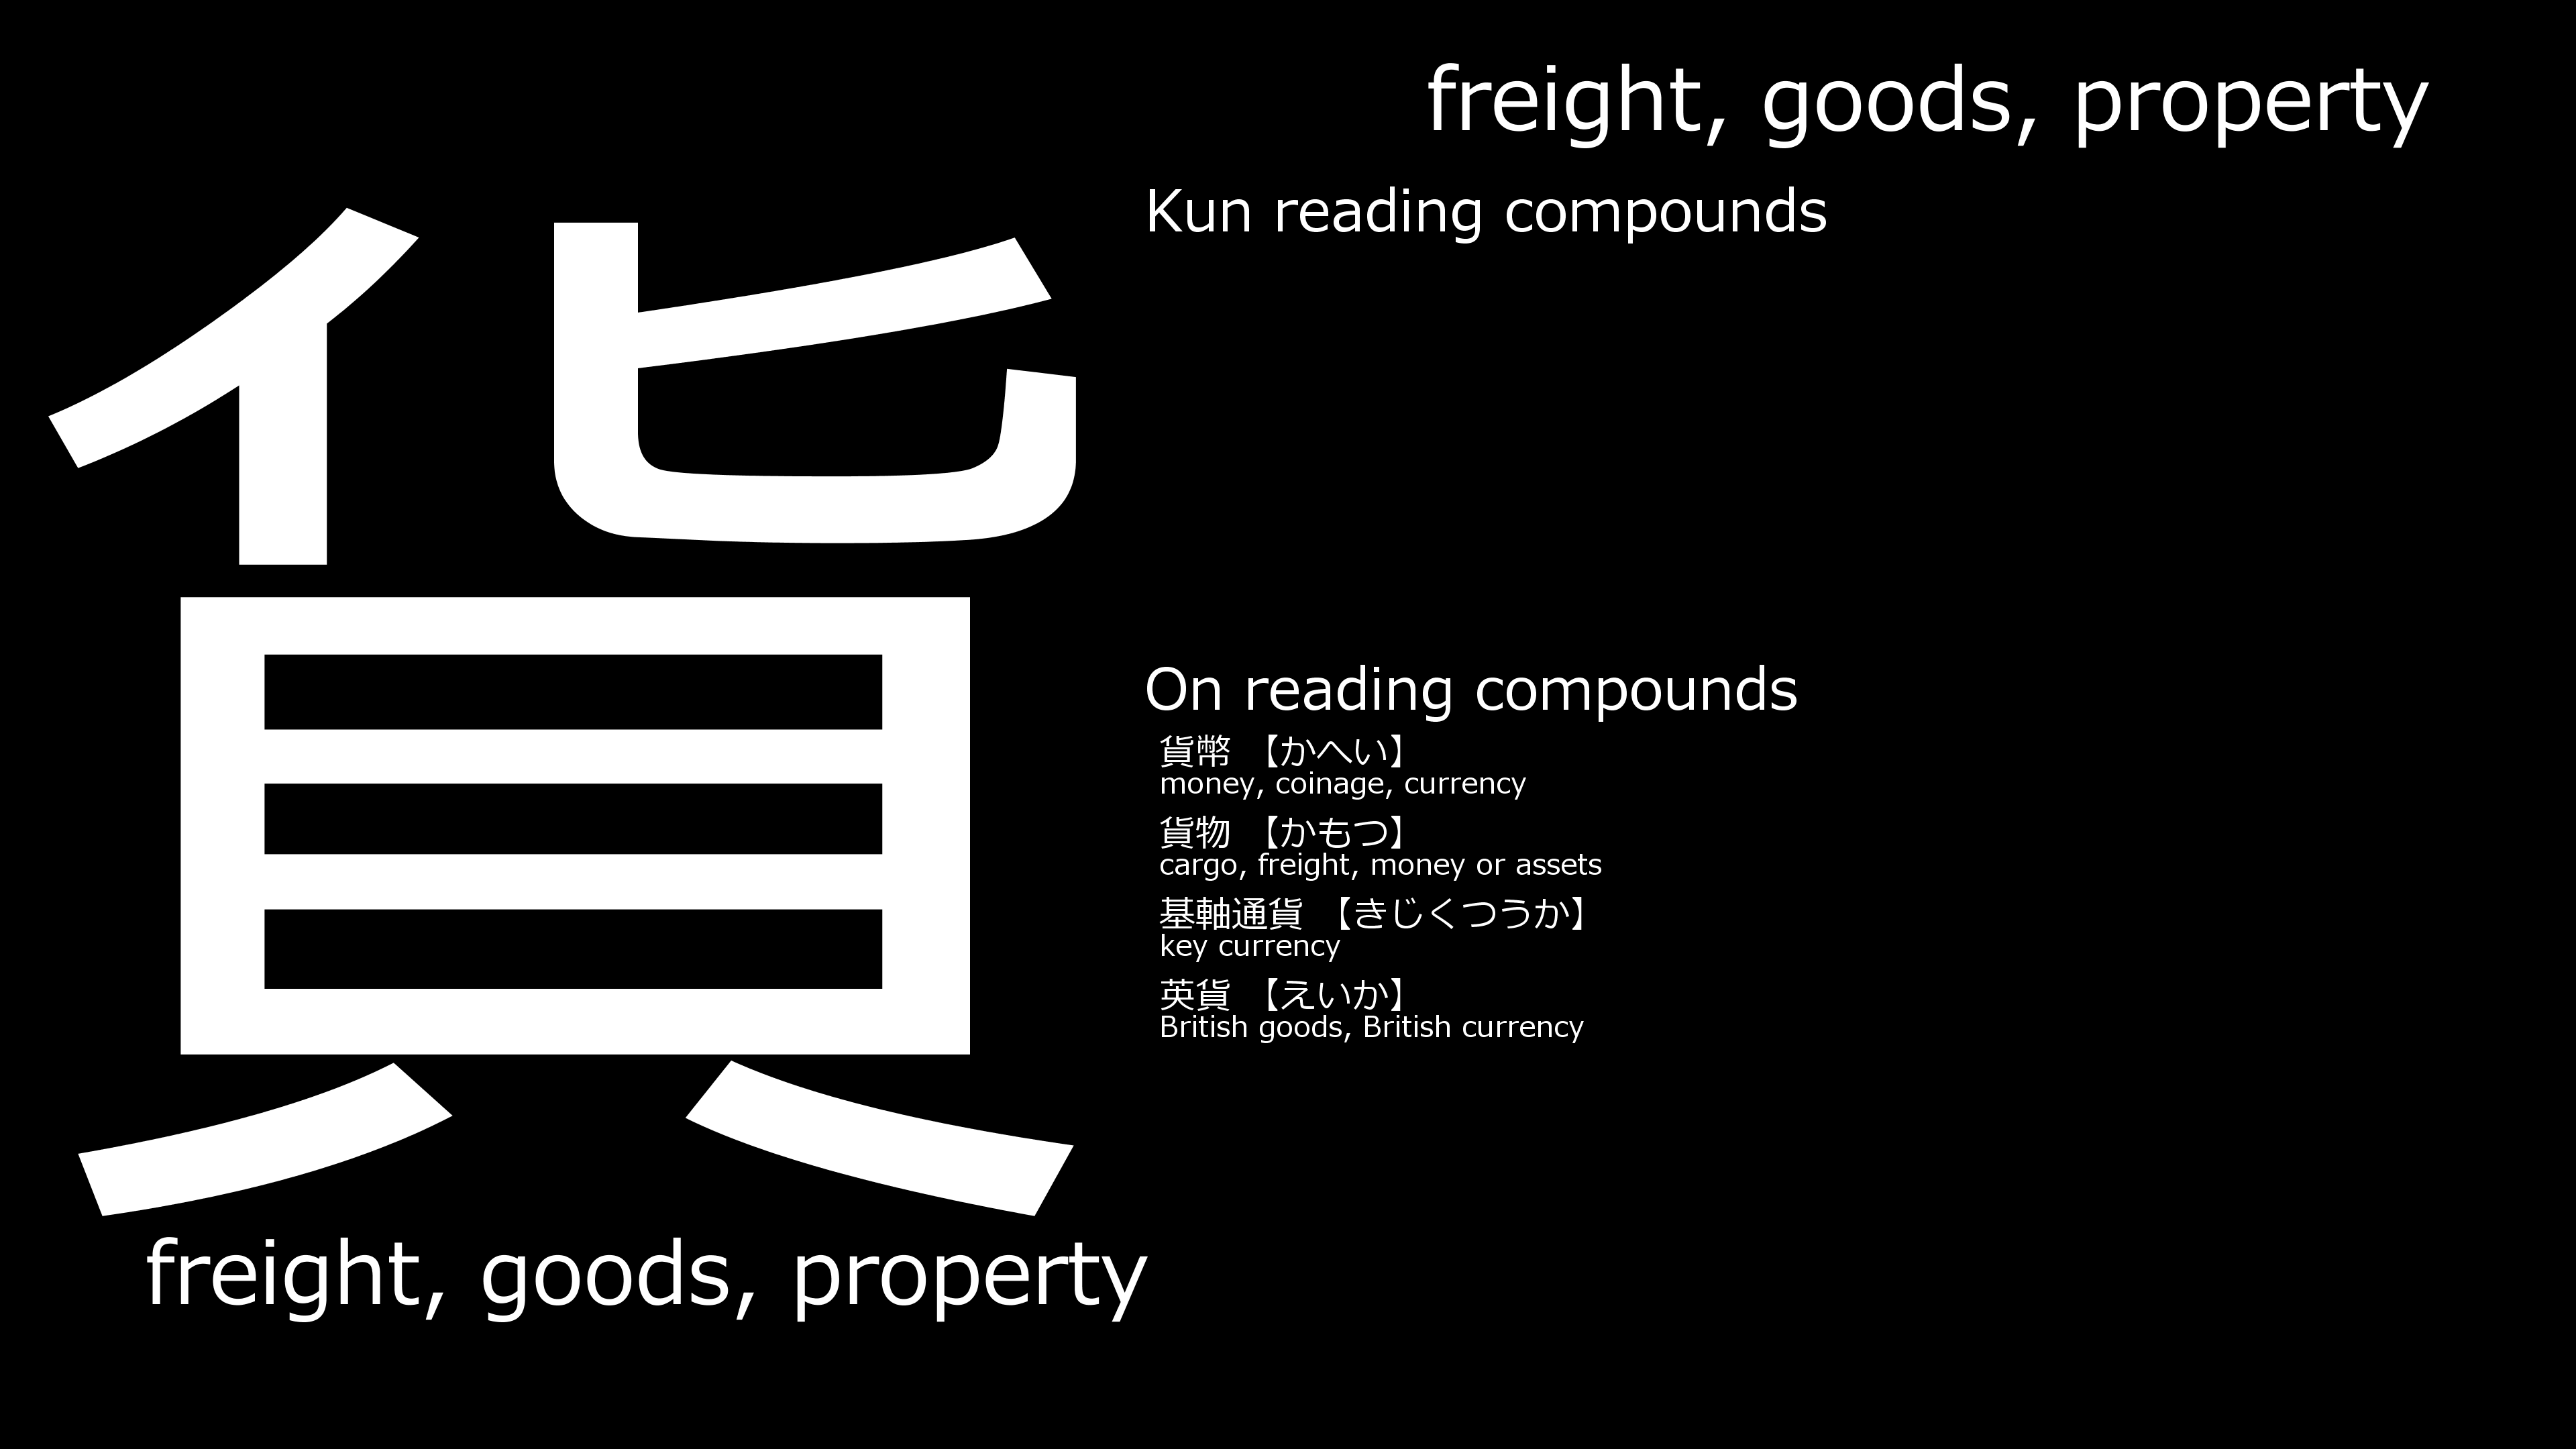 貨
freight, goods, property
freight, goods, property
Kun reading compounds
On reading compounds
貨幣 【かへい】
money, coinage, currency
貨物 【かもつ】
cargo, freight, money or assets
基軸通貨 【きじくつうか】
key currency
英貨 【えいか】
British goods, British currency